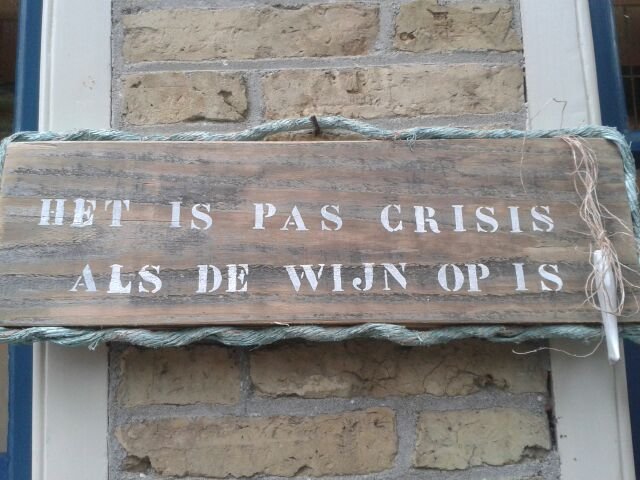 HET IS PAS CRISIS
ALS DE WIJN OP IS